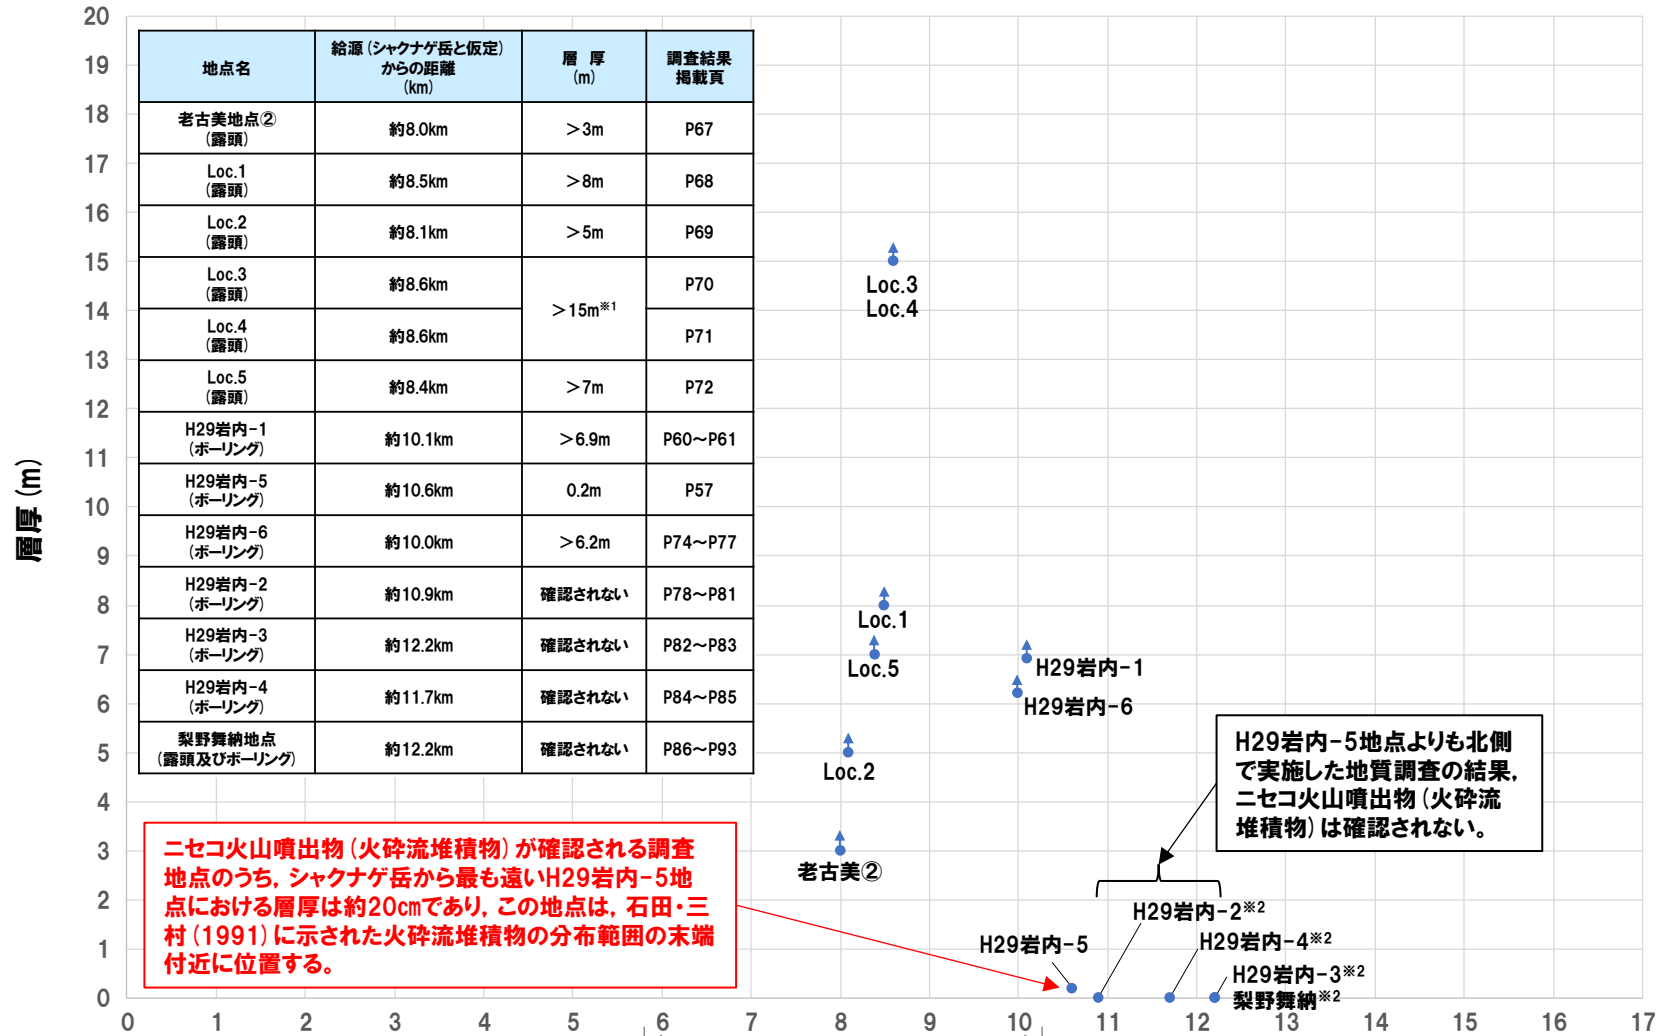 地点名
給源(シャクナゲ岳と仮定)
からの距離
(km)
層 厚
(m)
調査結果
掲載頁
老古美地点②
(露頭)
約8.0km
>3m
P67
Loc.1
(露頭)
約8.5km
>8m
P68
Loc.2
(露頭)
約8.1km
>5m
P69
Loc.3
(露頭)
約8.6km
>15m※1
P70
Loc.4
(露頭)
約8.6km
P71
Loc.5
(露頭)
約8.4km
>7m
P72
H29岩内-1
(ボーリング)
約10.1km
>6.9m
P60~P61
H29岩内-5
(ボーリング)
約10.6km
0.2m
P57
H29岩内-6
(ボーリング)
約10.0km
>6.2m
P74~P77
H29岩内-2
(ボーリング)
約10.9km
確認されない
P78~P81
H29岩内-3
(ボーリング)
約12.2km
確認されない
P82~P83
H29岩内-4
(ボーリング)
約11.7km
確認されない
P84~P85
梨野舞納地点
(露頭及びボーリング)
約12.2km
確認されない
P86~P93
層厚(m)
20
19
18
17
16
15
14
13
12
11
10
9
8
7
6
5
4
3
2
1
0
Loc.3
Loc.4
Loc.1
Loc.5
H29岩内-1
H29岩内-6
Loc.2
老古美②
H29岩内-5地点よりも北側
で実施した地質調査の結果,
ニセコ火山噴出物(火砕流
堆積物)は確認されない。
ニセコ火山噴出物(火砕流堆積物)が確認される調査
地点のうち,シャクナゲ岳から最も遠いH29岩内-5地
点における層厚は約20cmであり,この地点は,石田・三
村(1991)に示された火砕流堆積物の分布範囲の末端
付近に位置する。
H29岩内-2※2
H29岩内-5
H29岩内-4※2
H29岩内-3※2
梨野舞納※2
0 1 2 3 4 5 6 7 8 9 10 11 12 13 14 15 16 17